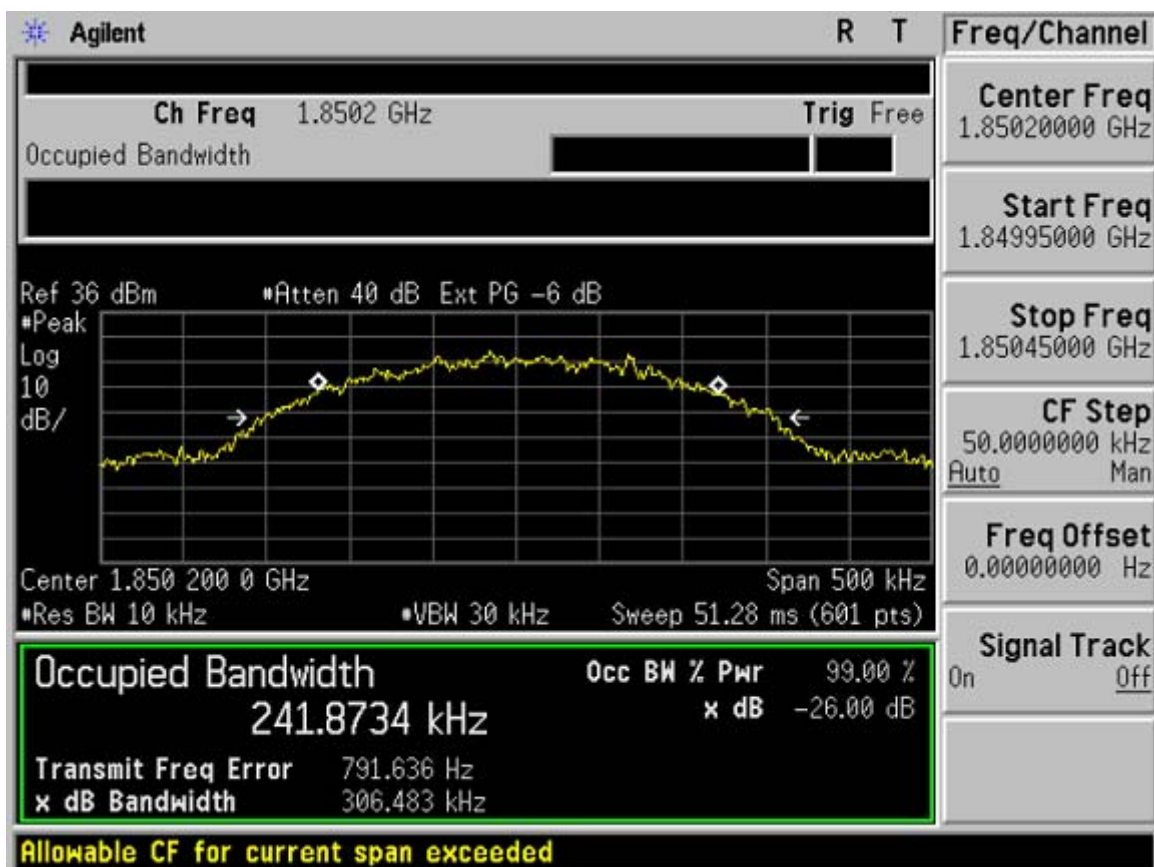 Agilent R T Freq/Channel
Ch Freq 1.8502 GHz Trig Free
Occupied Bandwidth
Center Freq
1.85020000 GHz
Start Freq
1.84995000 GHz
Stop Freq
1.85045000 GHz
CF Step
50.0000000 kHz
Auto Man
Freq Offset
0.00000000 Hz
Signal Track
On Off
Ref 36 dBm #Atten 40 dB Ext PG -6 dB
#Peak
Log
10
dB/
Center 1.850 200 0 GHz Span 500 kHz
#Res BW 10 kHz #VBW 30 kHz Sweep 51.28 ms (601 pts)
Occupied Bandwidth Occ BW % Pwr 99.00 %
241.8734 kHz x dB -26.00 dB
Transmit Freq Error 791.636 Hz
x dB Bandwidth 306.483 kHz
Allowable CF for current span exceeded